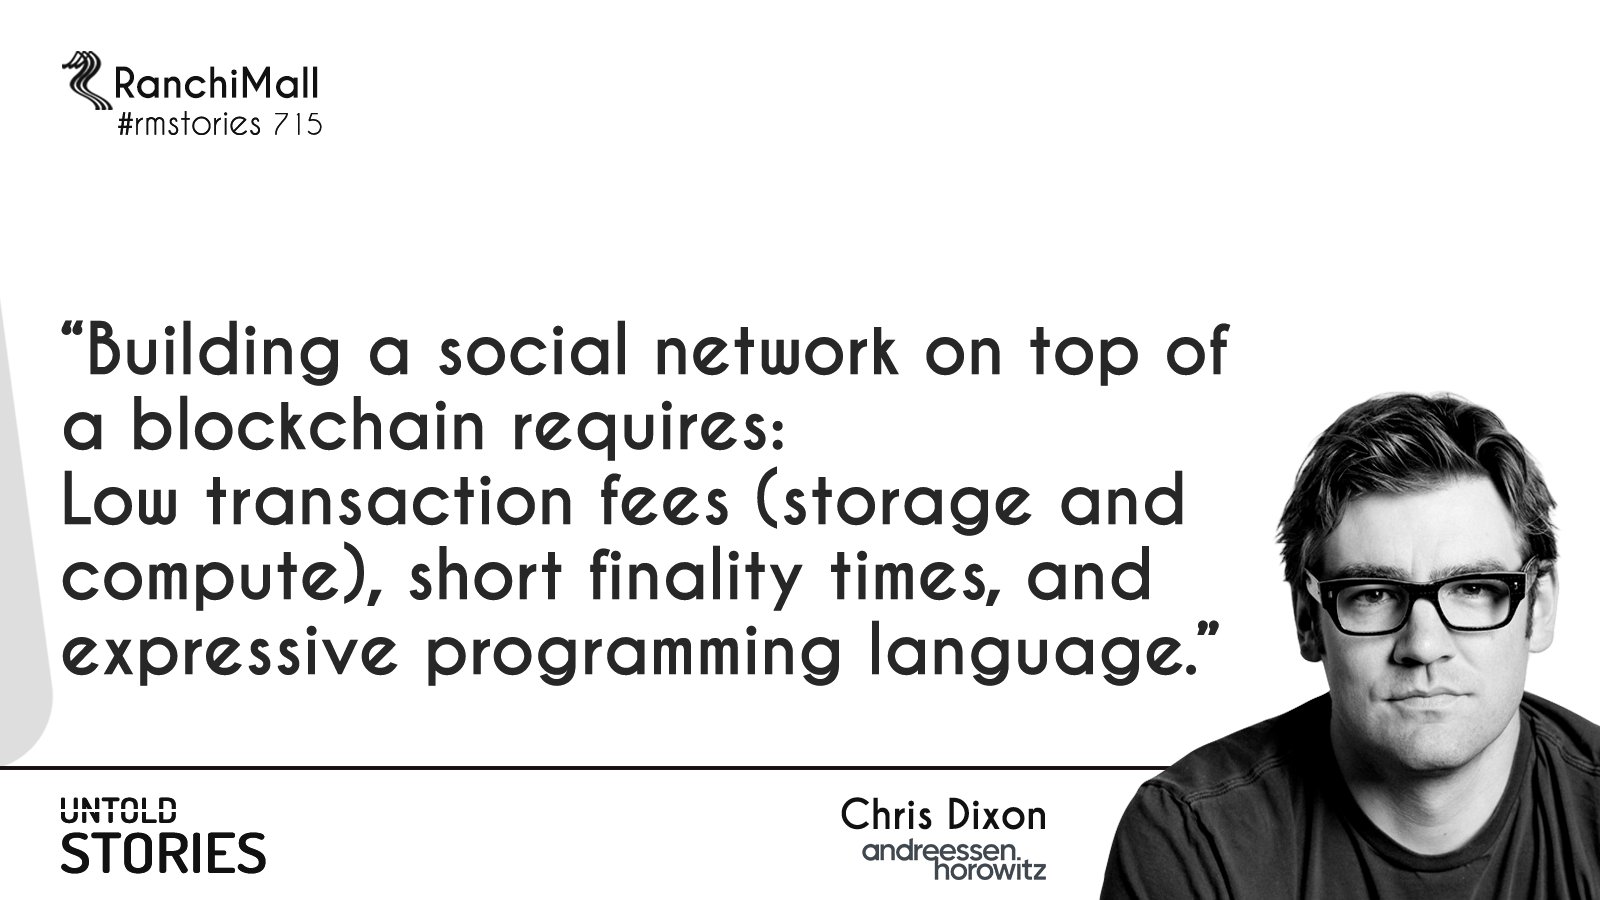 RanchiMall
#rmstories 715
“Building a social network on top of
a blockchain requires:
Low transaction fees (storage and
compute), short finality times, and
expressive programming language.”
UNTOLD
STORIES
Chris Dixon
andreessen.
horowitz